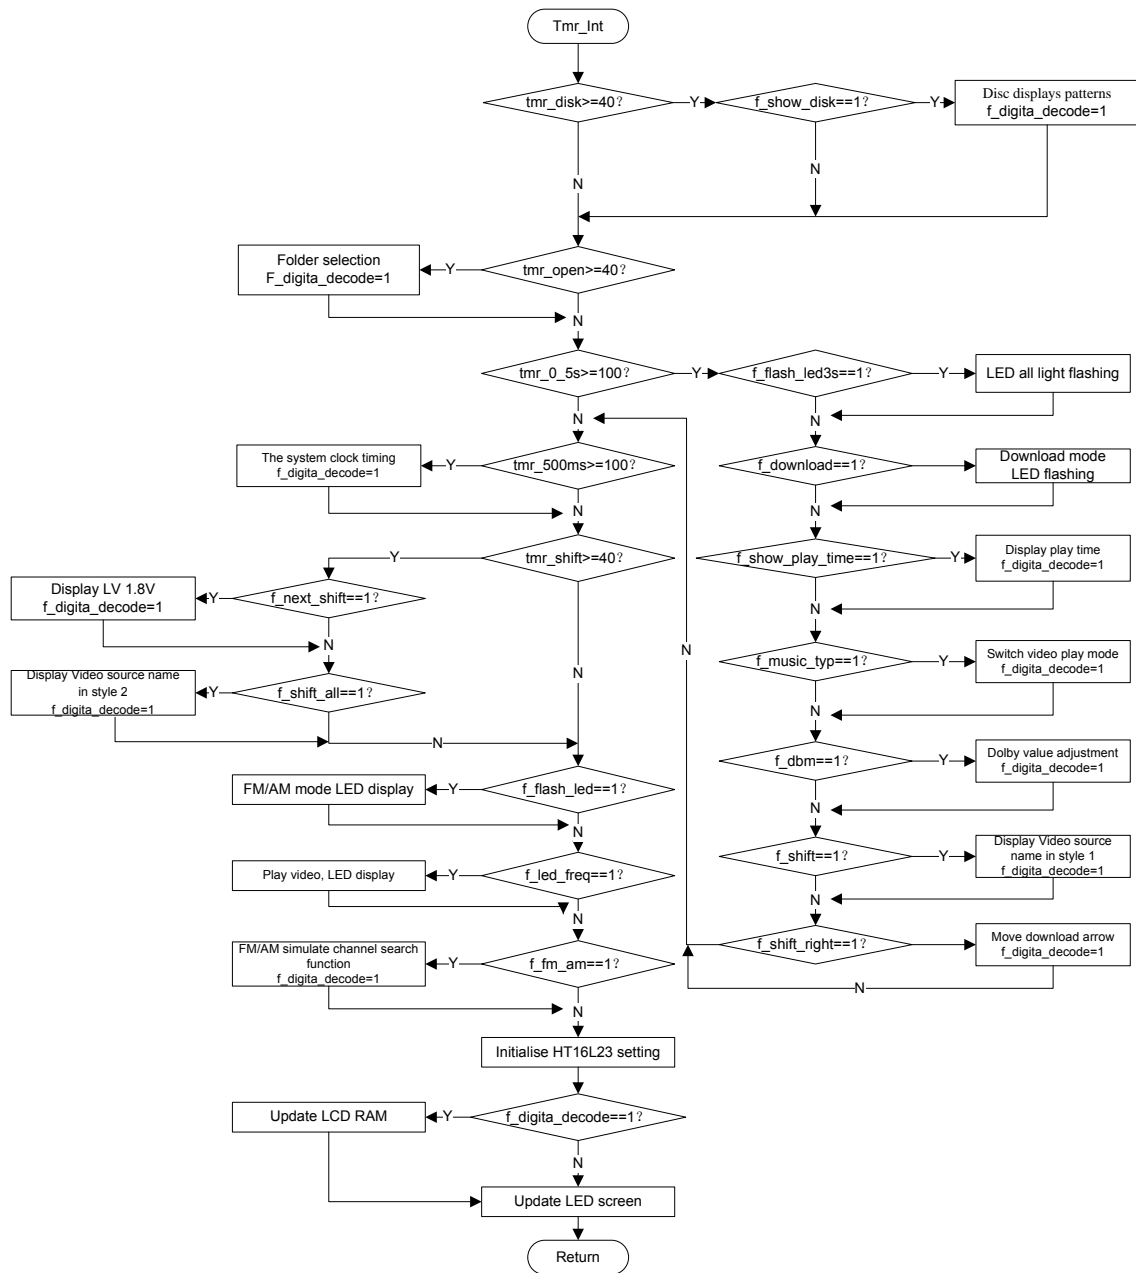 Tmr_Int
tmr_disk>=40?
Y
f_show_disk==1?
Y
Disc displays patterns
f_digita_decode=1
N
N
Folder selection
F_digita_decode=1
Y
tmr_open>=40?
N
tmr_0_5s>=100?
Y
f_flash_led3s==1?
Y
LED all light flashing
N
N
The system clock timing
f_digita_decode=1
Y
tmr_500ms>=100?
f_download==1?
Y
Download mode
LED flashing
N
N
Y
tmr_shift>=40?
f_show_play_time==1?
Y
Display play time
f_digita_decode=1
Display LV 1.8V
f_digita_decode=1
Y
f_next_shift==1?
N
N
N
f_music_typ==1?
Y
Switch video play mode
f_digita_decode=1
Display Video source name
in style 2
f_digita_decode=1
Y
f_shift_all==1?
N
N
N
f_dbm==1?
Y
Dolby value adjustment
f_digita_decode=1
FM/AM mode LED display
Y
f_flash_led==1?
N
N
f_shift==1?
Y
Display Video source
name in style 1
f_digita_decode=1
Play video, LED display
Y
f_led_freq==1?
N
N
FM/AM simulate channel search
function
f_digita_decode=1
Y
f_fm_am==1?
f_shift_right==1?
Y
Move download arrow
f_digita_decode=1
N
N
Initialise HT16L23 setting
Update LCD RAM
Y
f_digita_decode==1?
N
Update LED screen
Return